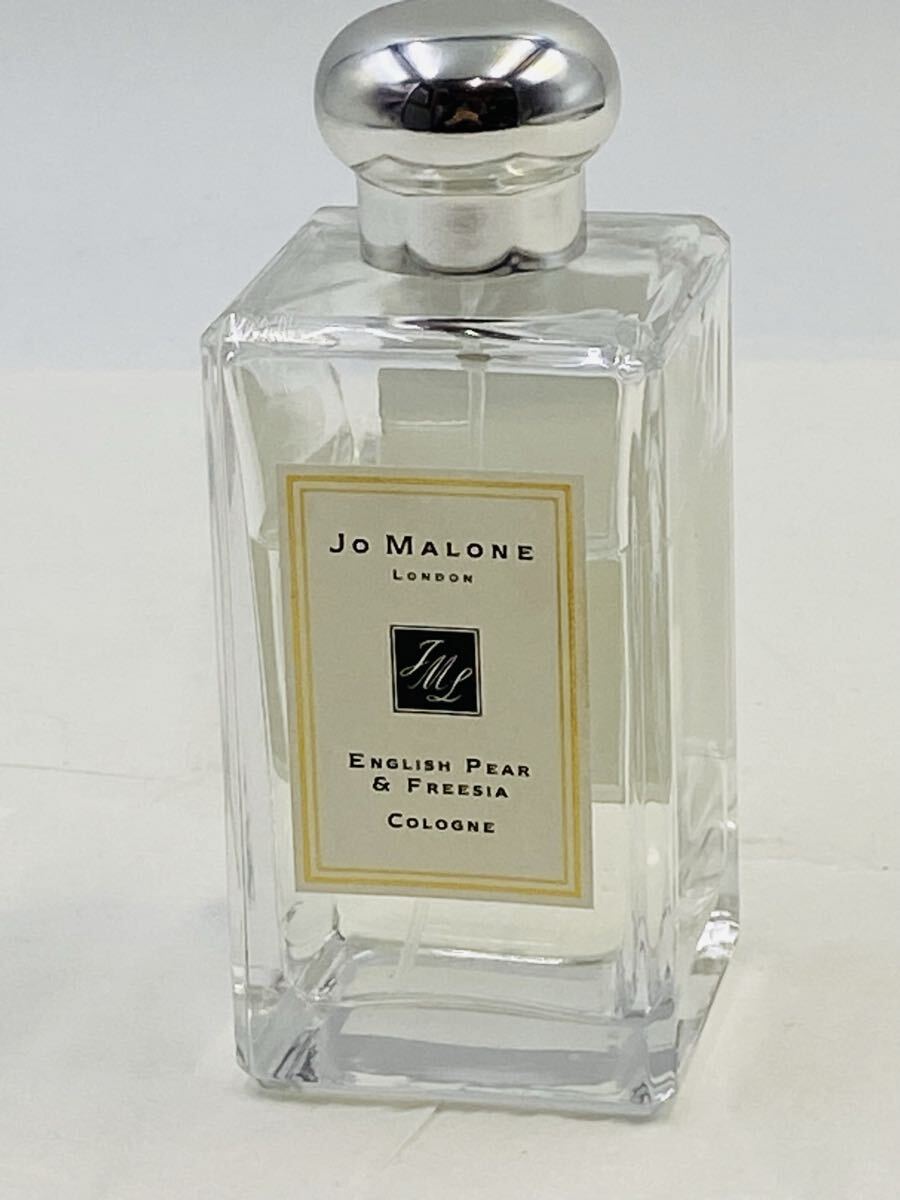 Jo Malone
London
JML
English Pear
& Freesia
Cologne